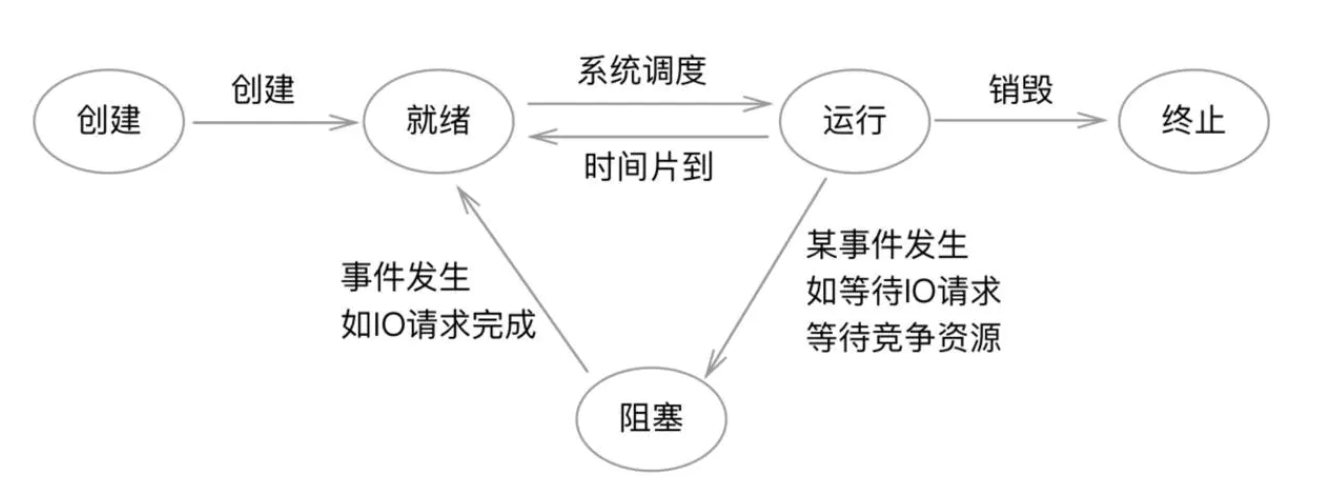 创建
创建
就绪
系统调度
时间片到
运行
销毁
终止
事件发生
如IO请求完成
某事件发生
如等待IO请求
等待竞争资源
阻塞